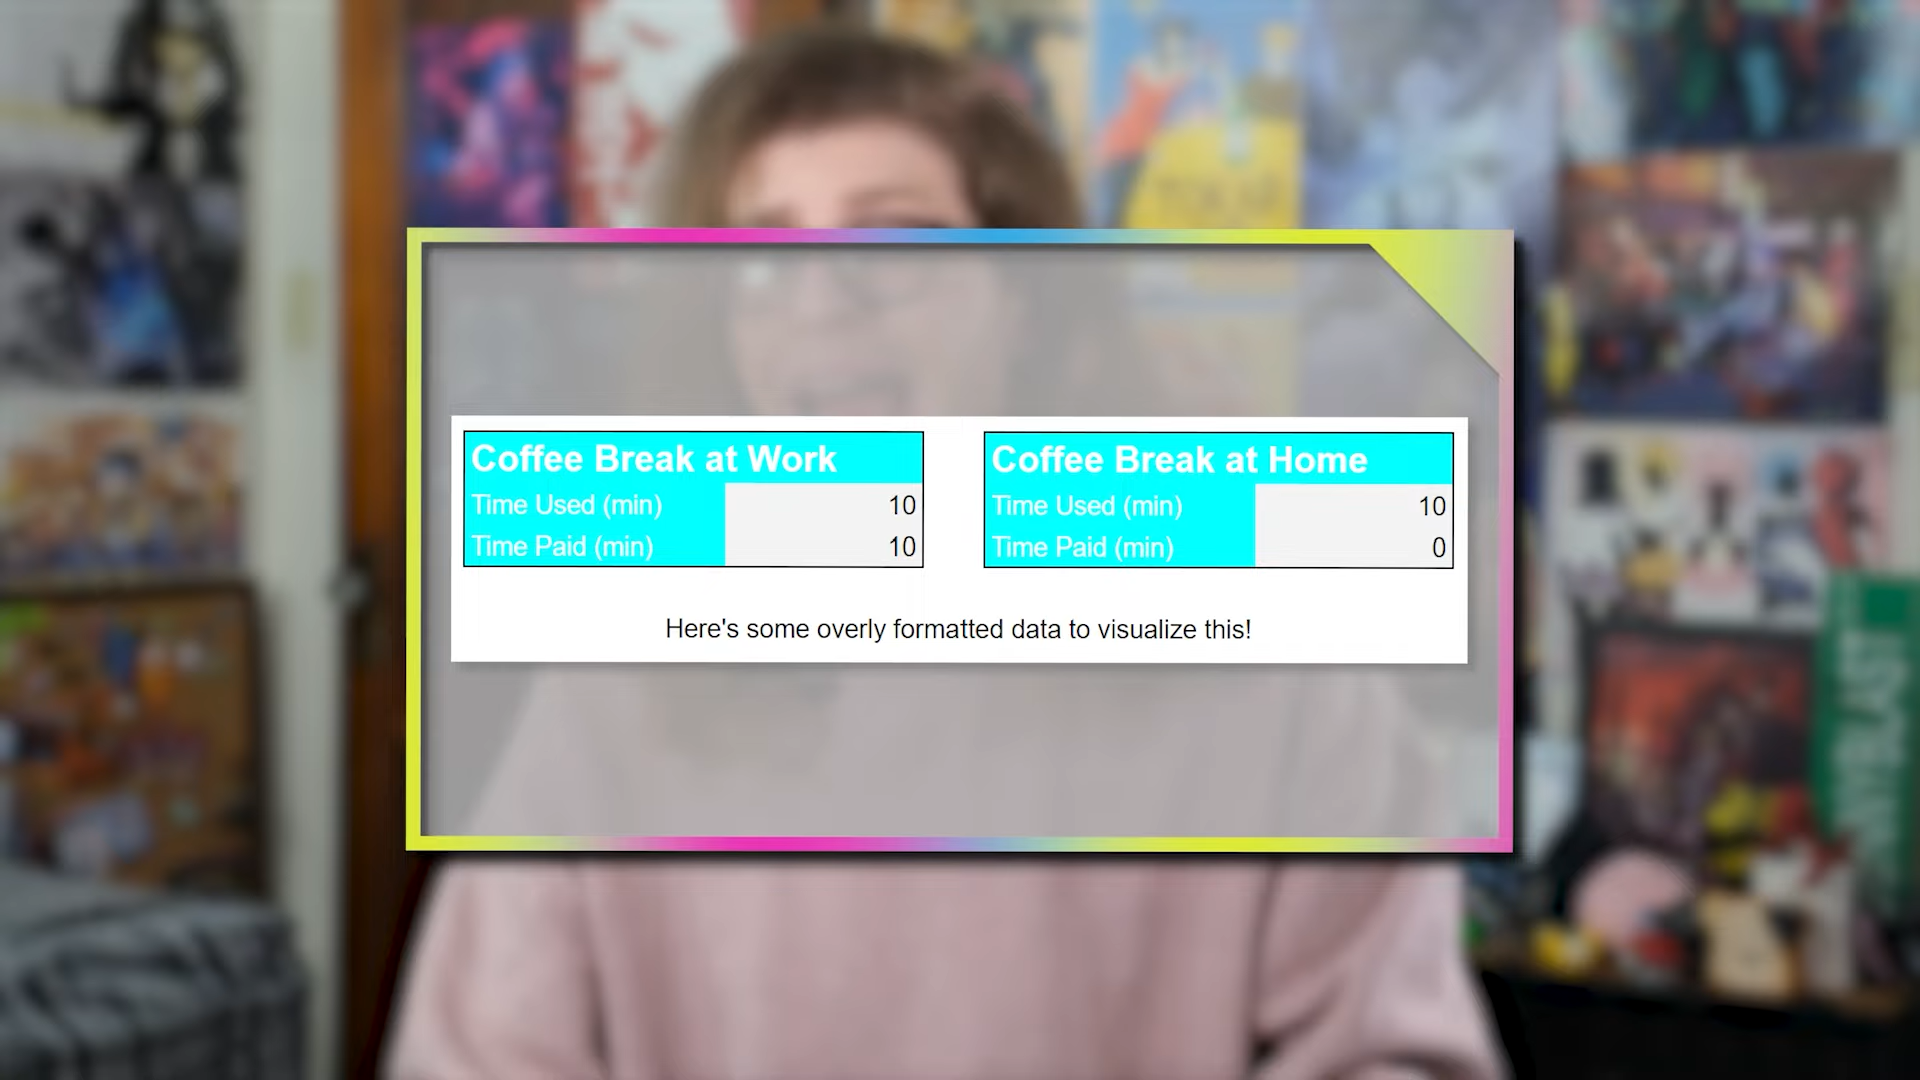 Coffee Break at Work
Time Used (min) 10
Time Paid (min) 10
Coffee Break at Home
Time Used (min) 10
Time Paid (min) 0
Here's some overly formatted data to visualize this!